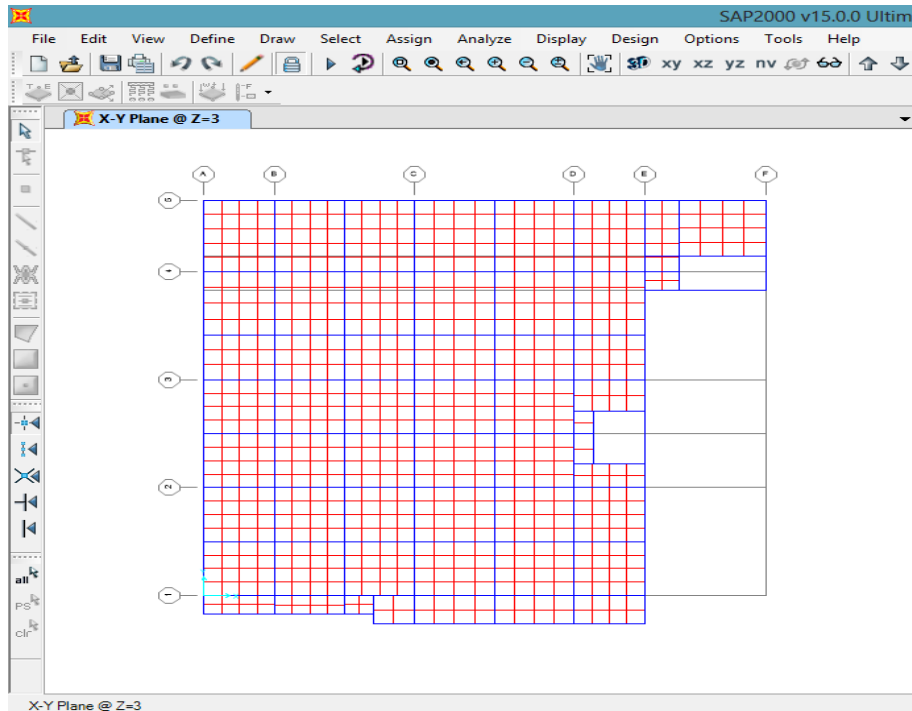 SAP2000 v15.0.0 Ultim
File Edit View Define Draw Select Assign Analyze Display Design Options Tools Help
3D xy xz yz nv
X-Y Plane @ Z=3
A B C D E F
5
4
3
2
1
all
PS
clr
X-Y Plane @ Z=3